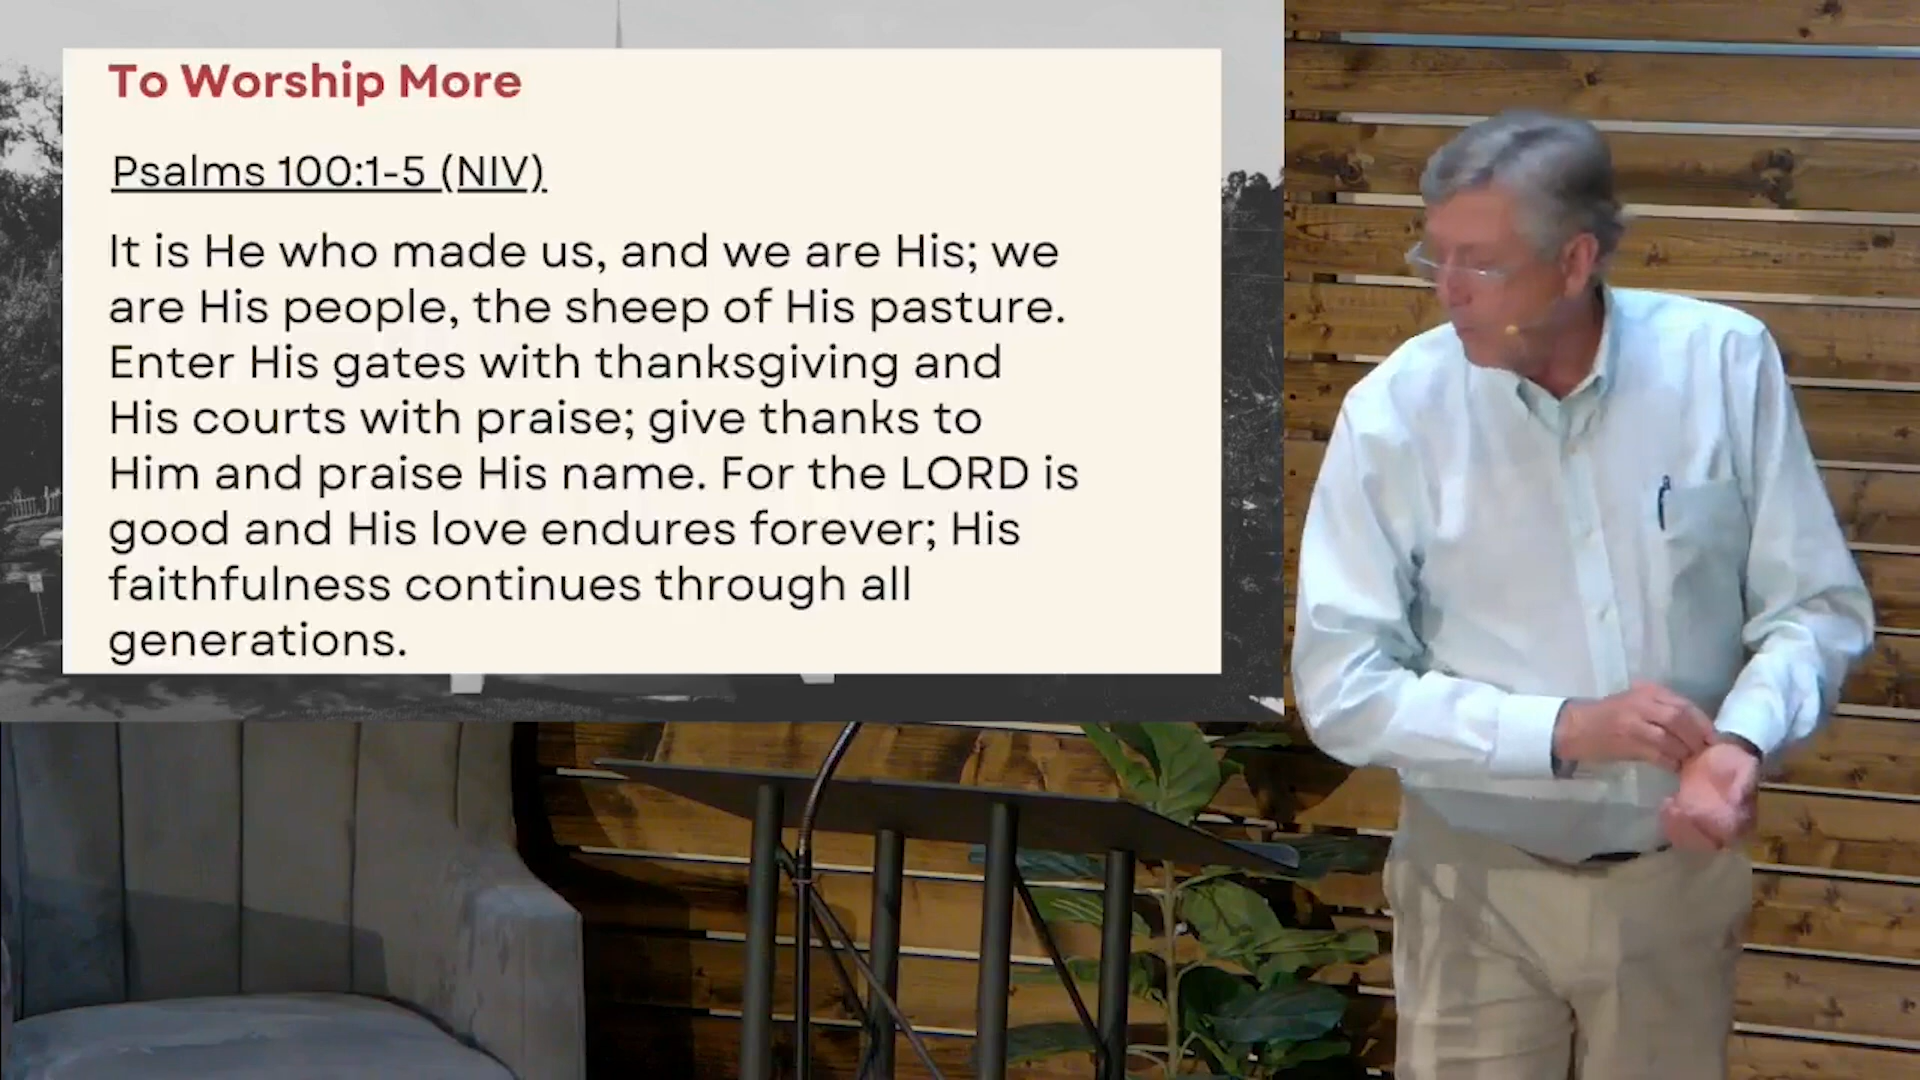 To Worship More
Psalms 100:1-5 (NIV)
It is He who made us, and we are His; we
are His people, the sheep of His pasture.
Enter His gates with thanksgiving and
His courts with praise; give thanks to
Him and praise His name. For the LORD is
good and His love endures forever; His
faithfulness continues through all
generations.